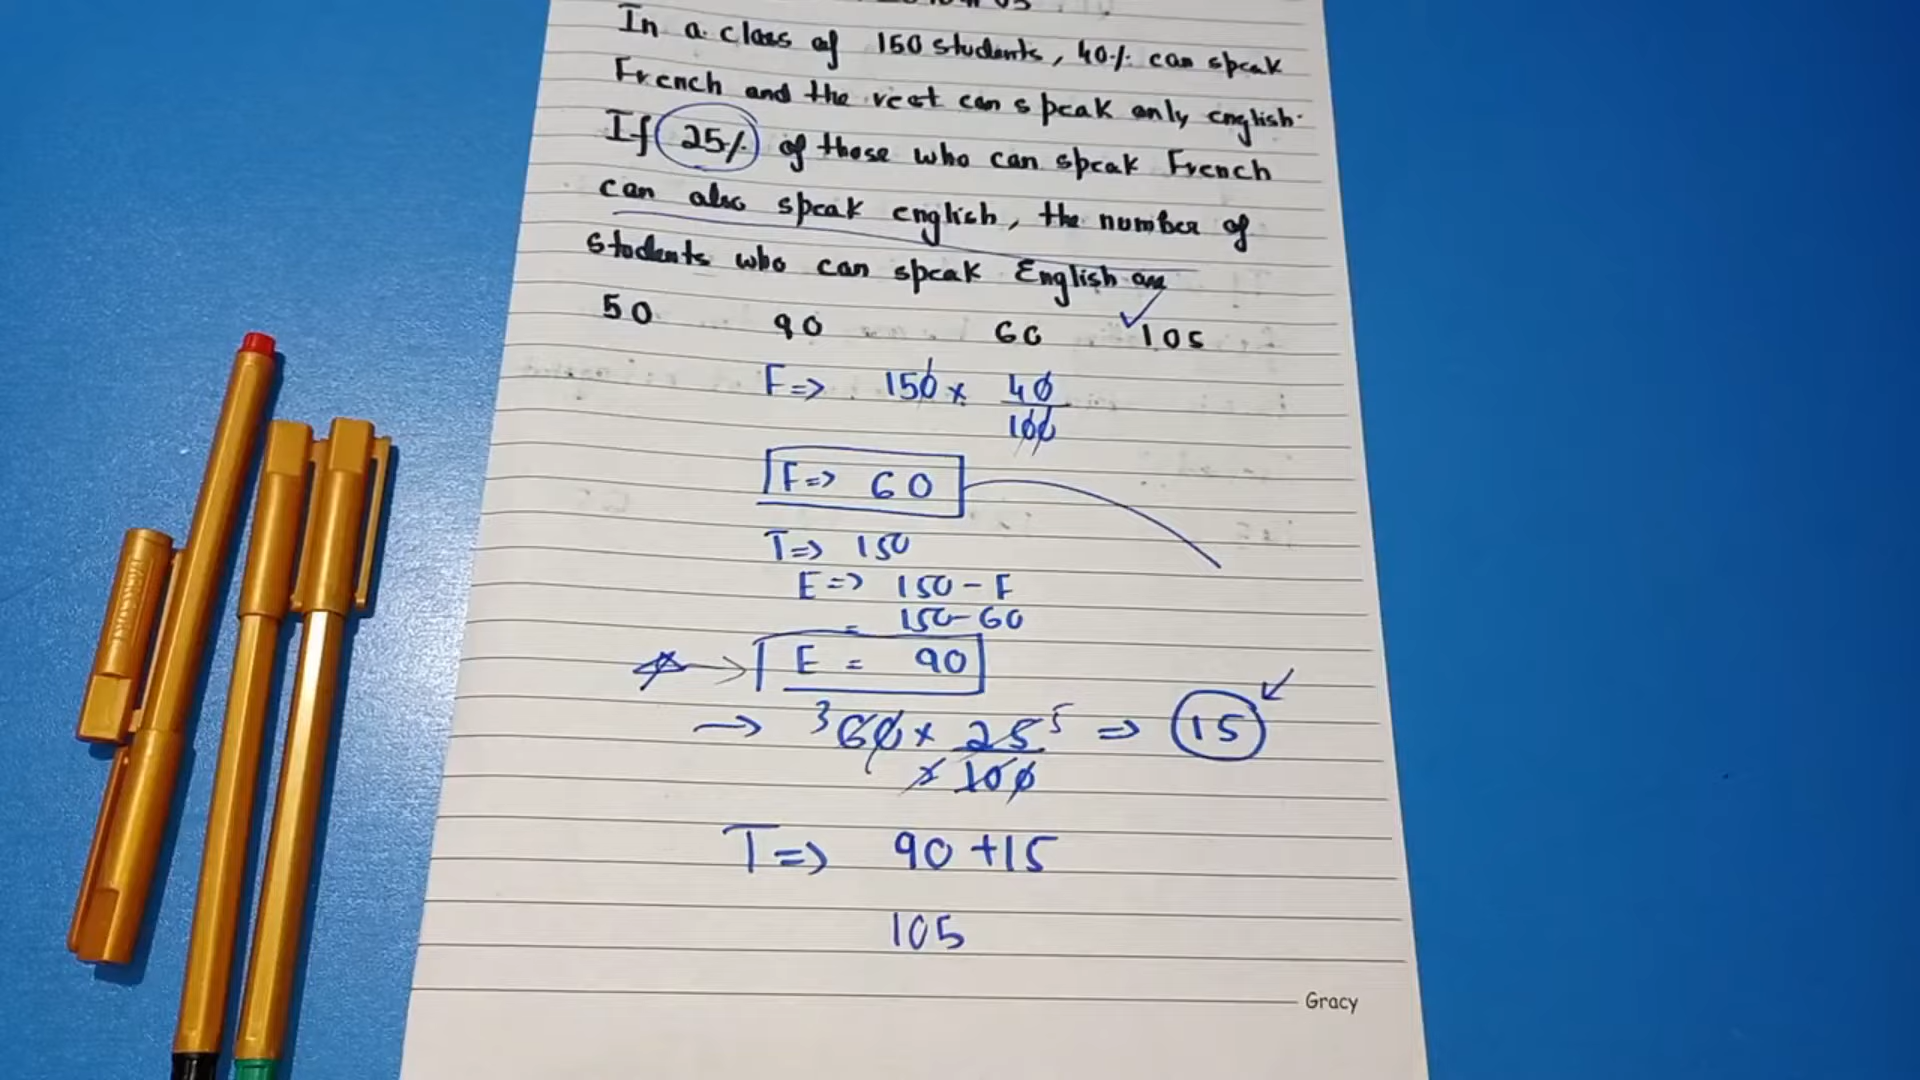 In a class of 150 students, 40% can speak
French and the rest can speak only english.
If 25% of those who can speak French
can also speak english, the number of
students who can speak English are
50 90 60 105
F => 150 x 40
100
F => 60
T => 150
E => 150 - F
= 150-60
E = 90
→ 3 60 x 25 5 => 15
x 100
T => 90 +15
105
Gracy